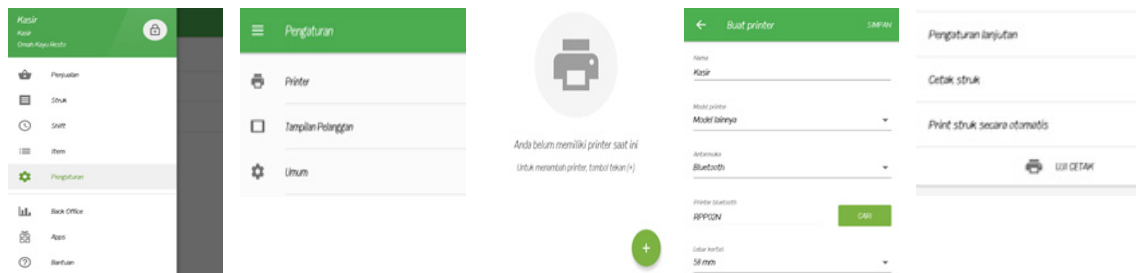 Kasir
Kasir
Omah Kayu Resto
Penjualan
Struk
Shift
Item
Pengaturan
Back Office
Apps
Bantuan
Pengaturan
Printer
Tampilan Pelanggan
Umum
Anda belum memiliki printer saat ini
Untuk menambah printer, tombol tekan (+)
+
Buat printer
SIMPAN
Nama
Kasir
Model printer
Model lainnya
Antarmuka
Bluetooth
Printer bluetooth
RPP02N
CARI
Lebar kertas
58 mm
Pengaturan lanjutan
Cetak struk
Print struk secara otomatis
UJI CETAK